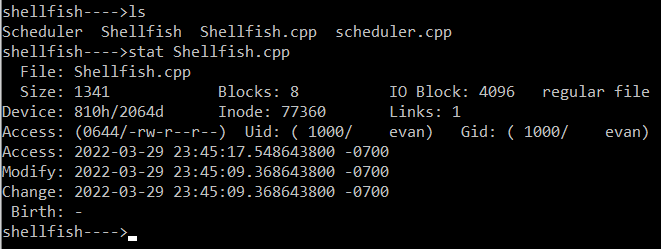 shellfish---->ls
Scheduler  Shellfish  Shellfish.cpp  scheduler.cpp
shellfish---->stat Shellfish.cpp
  File: Shellfish.cpp
  Size: 1341            Blocks: 8          IO Block: 4096   regular file
Device: 810h/2064d      Inode: 77360       Links: 1
Access: (0644/-rw-r--r--)  Uid: ( 1000/    evan)   Gid: ( 1000/    evan)
Access: 2022-03-29 23:45:17.548643800 -0700
Modify: 2022-03-29 23:45:09.368643800 -0700
Change: 2022-03-29 23:45:09.368643800 -0700
 Birth: -
shellfish---->